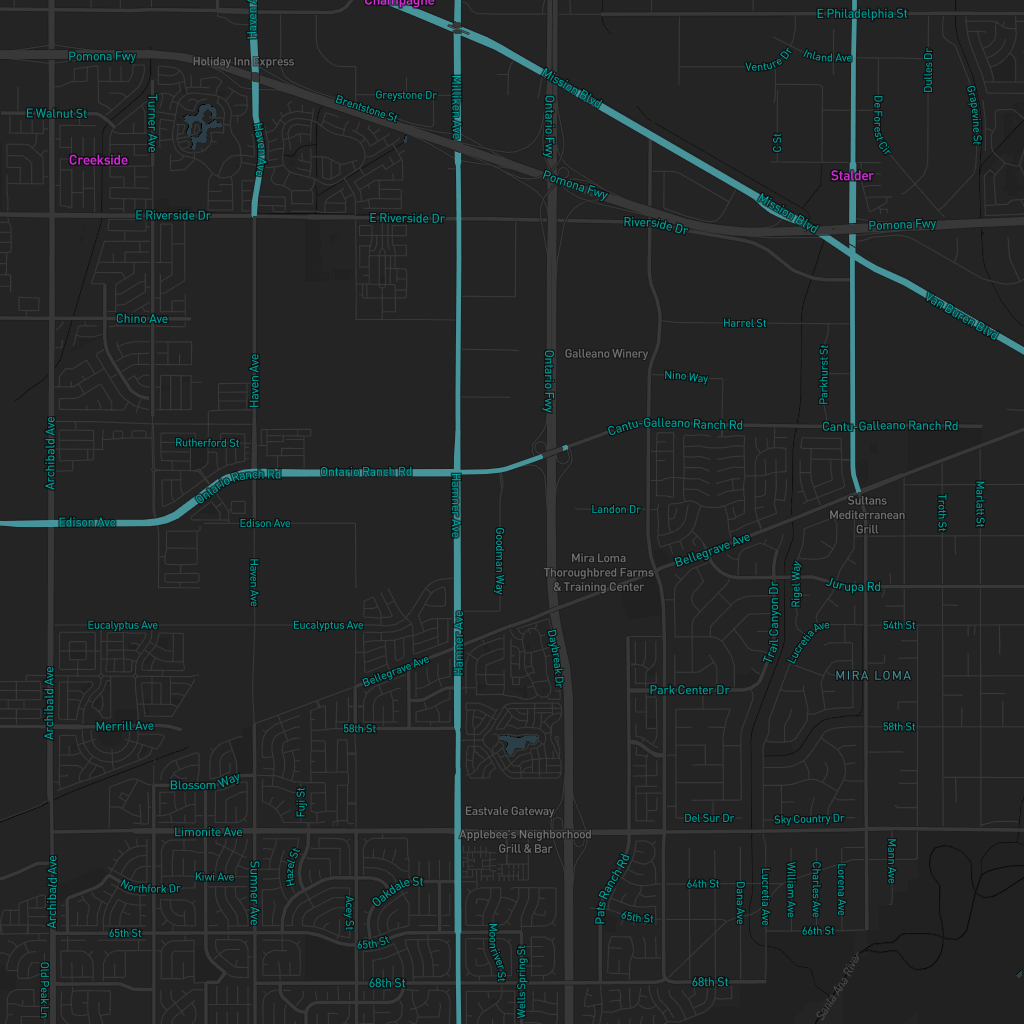 Champagne
E Philadelphia St
Haven Ave
Pomona Fwy
Holiday Inn Express
Inland Ave
Venture Dr
Dulles Dr
Mission Blvd
Milliken Ave
Greystone Dr
Brentstone St
Ontario Fwy
Turner Ave
E Walnut St
De Forest Cir
Grapevine St
C St
Haven Ave
Creekside
Stalder
Pomona Fwy
Mission Blvd
E Riverside Dr
E Riverside Dr
Riverside Dr
Pomona Fwy
Van Buren Blvd
Chino Ave
Harrel St
Galleano Winery
Parkhurst St
Haven Ave
Ontario Fwy
Nino Way
Archibald Ave
Cantu-Galleano Ranch Rd
Cantu-Galleano Ranch Rd
Rutherford St
Ontario Ranch Rd
Ontario Ranch Rd
Hamner Ave
Sultans
Mediterranean
Grill
Troth St
Marlatt St
Edison Ave
Edison Ave
Landon Dr
Goodman Way
Bellegrave Ave
Mira Loma
Thoroughbred Farms
& Training Center
Haven Ave
Rigel Way
Jurupa Rd
Trail Canyon Dr
Eucalyptus Ave
Eucalyptus Ave
Hamner Ave
Lucretia Ave
54th St
Daybreak Dr
Bellegrave Ave
MIRA LOMA
Archibald Ave
Park Center Dr
Merrill Ave
58th St
58th St
Blossom Way
Fuji St
Eastvale Gateway
Del Sur Dr
Sky Country Dr
Limonite Ave
Applebee's Neighborhood
Grill & Bar
Mann Ave
Hazel St
Kiwi Ave
Northfork Dr
Sumner Ave
Oakdale St
Archibald Ave
Acey St
Pats Ranch Rd
64th St
Dana Ave
Lucretia Ave
William Ave
Charles Ave
Lorena Ave
65th St
65th St
65th St
66th St
Moonriver St
Wells Spring St
Old Peak Ln
68th St
68th St
Santa Ana River